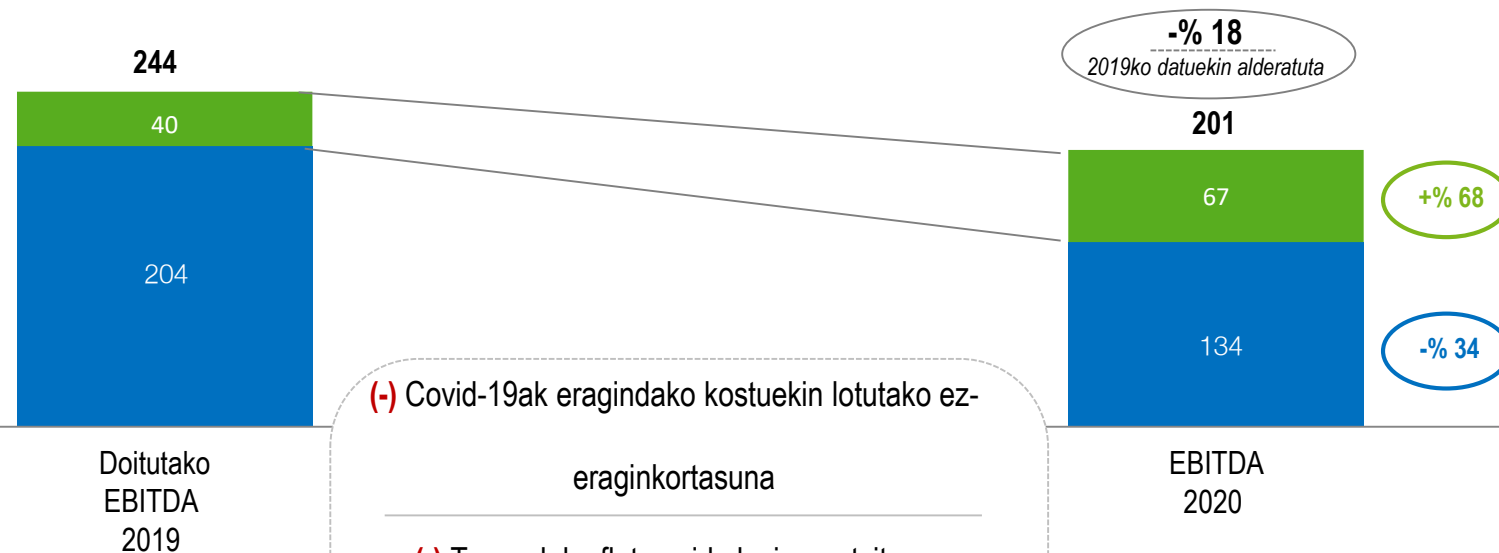 -% 18
2019ko datuekin alderatuta
244
201
40
67
+% 68
204
134
-% 34
(-) Covid-19ak eragindako kostuekin lotutako ez-
eraginkortasuna
Doitutako
EBITDA
2019
EBITDA
2020